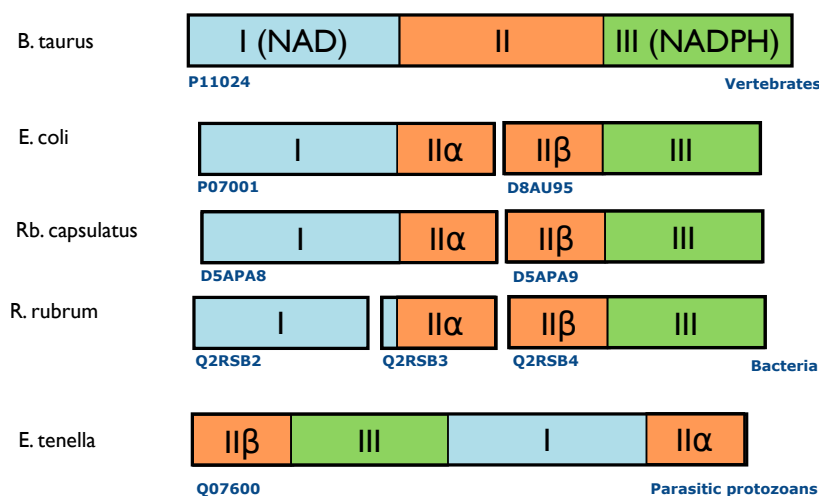 B. taurus
I (NAD) II III (NADPH)
P11024 Vertebrates
E. coli
I IIα IIβ III
P07001 D8AU95
Rb. capsulatus
I IIα IIβ III
D5APA8 D5APA9
R. rubrum
I IIα IIβ III
Q2RSB2 Q2RSB3 Q2RSB4 Bacteria
E. tenella
IIβ III I IIα
Q07600 Parasitic protozoans